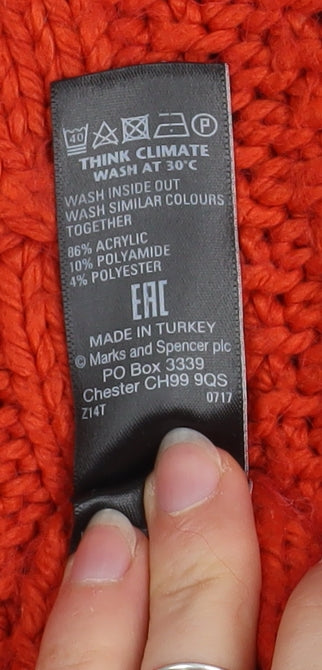 40 P
THINK CLIMATE
WASH AT 30°C
WASH INSIDE OUT
WASH SIMILAR COLOURS
TOGETHER
86% ACRYLIC
10% POLYAMIDE
4% POLYESTER
EAC
MADE IN TURKEY
© Marks and Spencer plc
PO Box 3339
Chester CH99 9QS
Z14T 0717